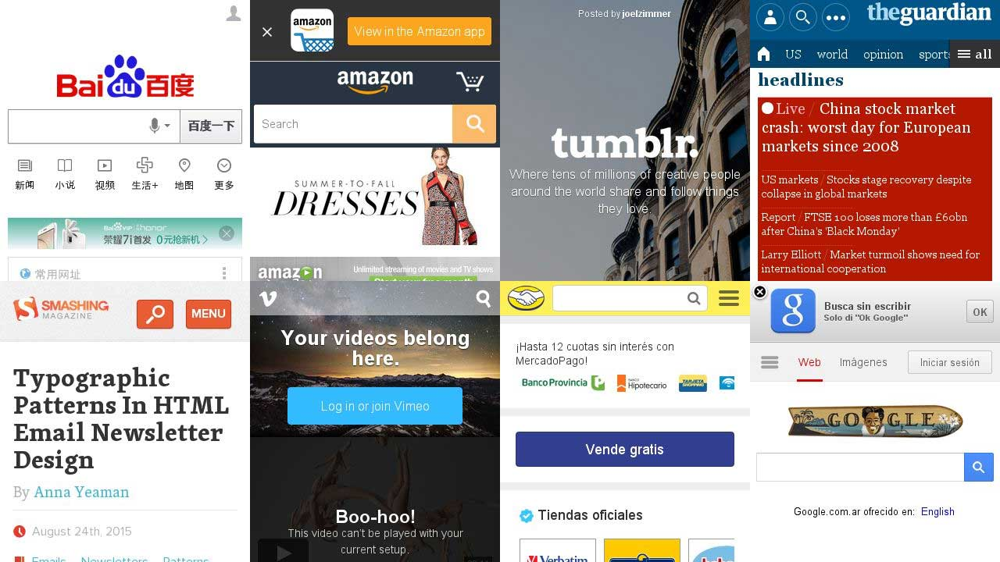 Bai du 百度
百度一下
新闻 小说 视频 生活+ 地图 更多
Baidu VIP honor
荣耀7i首发 0元抢新机>
常用网址
amazon
View in the Amazon app
amazon
Search
SUMMER-TO-FALL
DRESSES
amazon
Unlimited streaming of movies and TV shows
Start your free month
Posted by joelzimmer
tumblr.
Where tens of millions of creative people
around the world share and follow things
they love.
theguardian
US world opinion sports all
headlines
Live / China stock market
crash: worst day for European
markets since 2008
US markets / Stocks stage recovery despite
collapse in global markets
Report / FTSE 100 loses more than £60bn
after China's 'Black Monday'
Larry Elliott / Market turmoil shows need for
international cooperation
SMASHING
MAGAZINE
MENU
Typographic
Patterns In HTML
Email Newsletter
Design
By Anna Yeaman
August 24th, 2015
Emails Newsletters Patterns
Your videos belong
here.
Log in or join Vimeo
Boo-hoo!
This video can't be played with your
current setup.
¡Hasta 12 cuotas sin interés con
MercadoPago!
Banco Provincia
BANCO
Hipotecario
TARJETA
SHOPPING
Vende gratis
Tiendas oficiales
Verbatim
g
Busca sin escribir
Solo di "Ok Google"
OK
Web Imágenes Iniciar sesión
GOOGLE
Google.com.ar ofrecido en: English